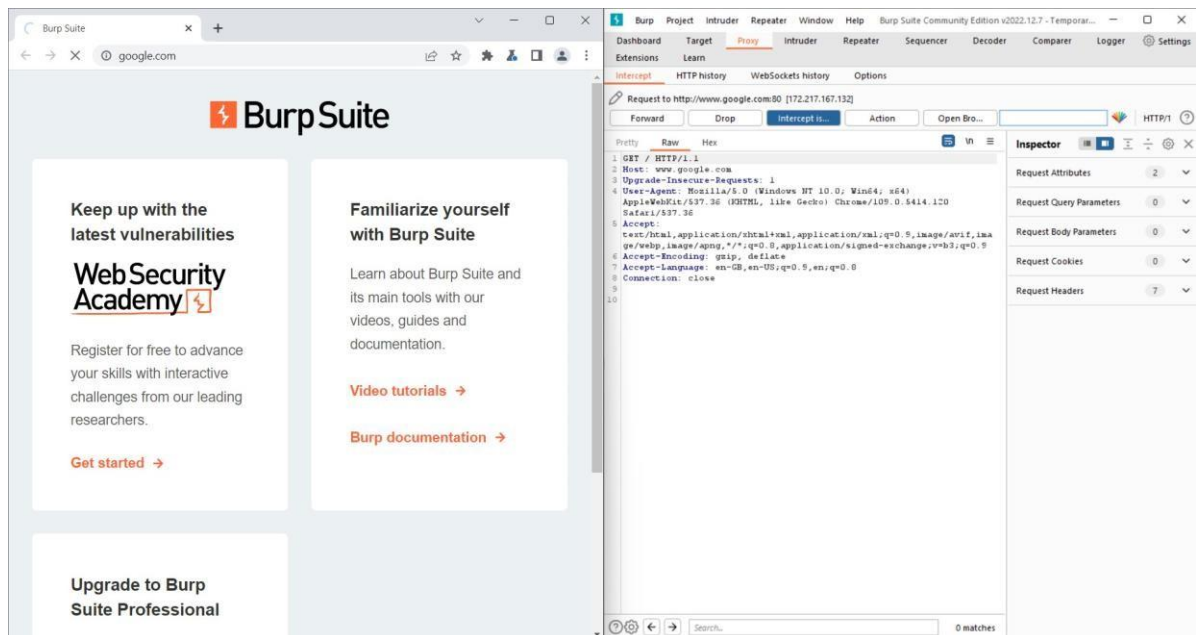 Burp Suite
google.com
Burp Suite
Keep up with the
latest vulnerabilities
Web Security
Academy
Register for free to advance
your skills with interactive
challenges from our leading
researchers.
Get started →
Familiarize yourself
with Burp Suite
Learn about Burp Suite and
its main tools with our
videos, guides and
documentation.
Video tutorials →
Burp documentation →
Upgrade to Burp
Suite Professional
Burp Project Intruder Repeater Window Help Burp Suite Community Edition v2022.12.7 - Temporar...
Dashboard Target Proxy Intruder Repeater Sequencer Decoder Comparer Logger Settings
Extensions Learn
Intercept HTTP history WebSockets history Options
Request to http://www.google.com:80 [172.217.167.132]
Forward Drop Intercept is... Action Open Bro... HTTP/1
Pretty Raw Hex \n
1 GET / HTTP/1.1
2 Host: www.google.com
3 Upgrade-Insecure-Requests: 1
4 User-Agent: Mozilla/5.0 (Windows NT 10.0; Win64; x64)
AppleWebKit/537.36 (KHTML, like Gecko) Chrome/109.0.5414.120
Safari/537.36
5 Accept:
text/html,application/xhtml+xml,application/xml;q=0.9,image/avif,ima
ge/webp,image/apng,*/*;q=0.8,application/signed-exchange;v=b3;q=0.9
6 Accept-Encoding: gzip, deflate
7 Accept-Language: en-GB,en-US;q=0.9,en;q=0.8
8 Connection: close
9
10
Inspector
Request Attributes 2
Request Query Parameters 0
Request Body Parameters 0
Request Cookies 0
Request Headers 7
Search... 0 matches